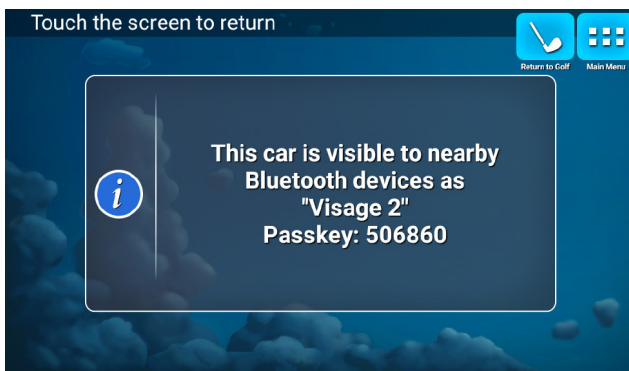 Touch the screen to return
Return to Golf
Main Menu
This car is visible to nearby
Bluetooth devices as
"Visage 2"
Passkey: 506860